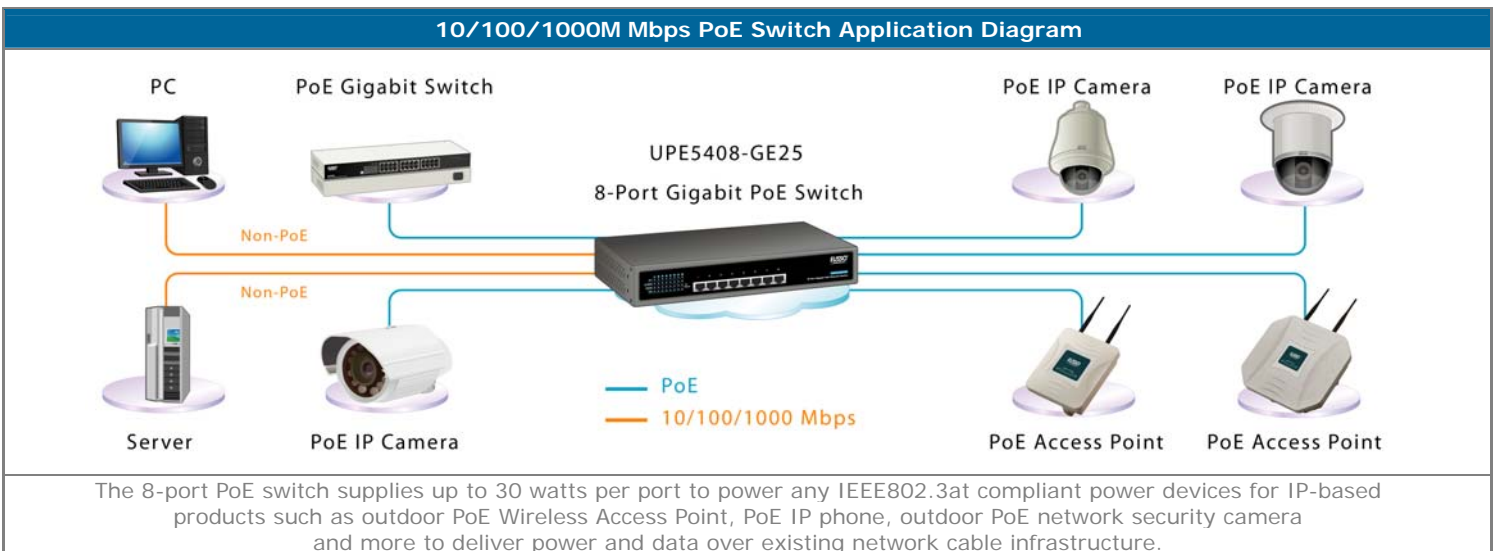 10/100/1000M Mbps PoE Switch Application Diagram
PC
PoE Gigabit Switch
PoE IP Camera
PoE IP Camera
UPE5408-GE25
8-Port Gigabit PoE Switch
Non-PoE
Non-PoE
PoE
10/100/1000 Mbps
Server
PoE IP Camera
PoE Access Point
PoE Access Point
The 8-port PoE switch supplies up to 30 watts per port to power any IEEE802.3at compliant power devices for IP-based
products such as outdoor PoE Wireless Access Point, PoE IP phone, outdoor PoE network security camera
and more to deliver power and data over existing network cable infrastructure.